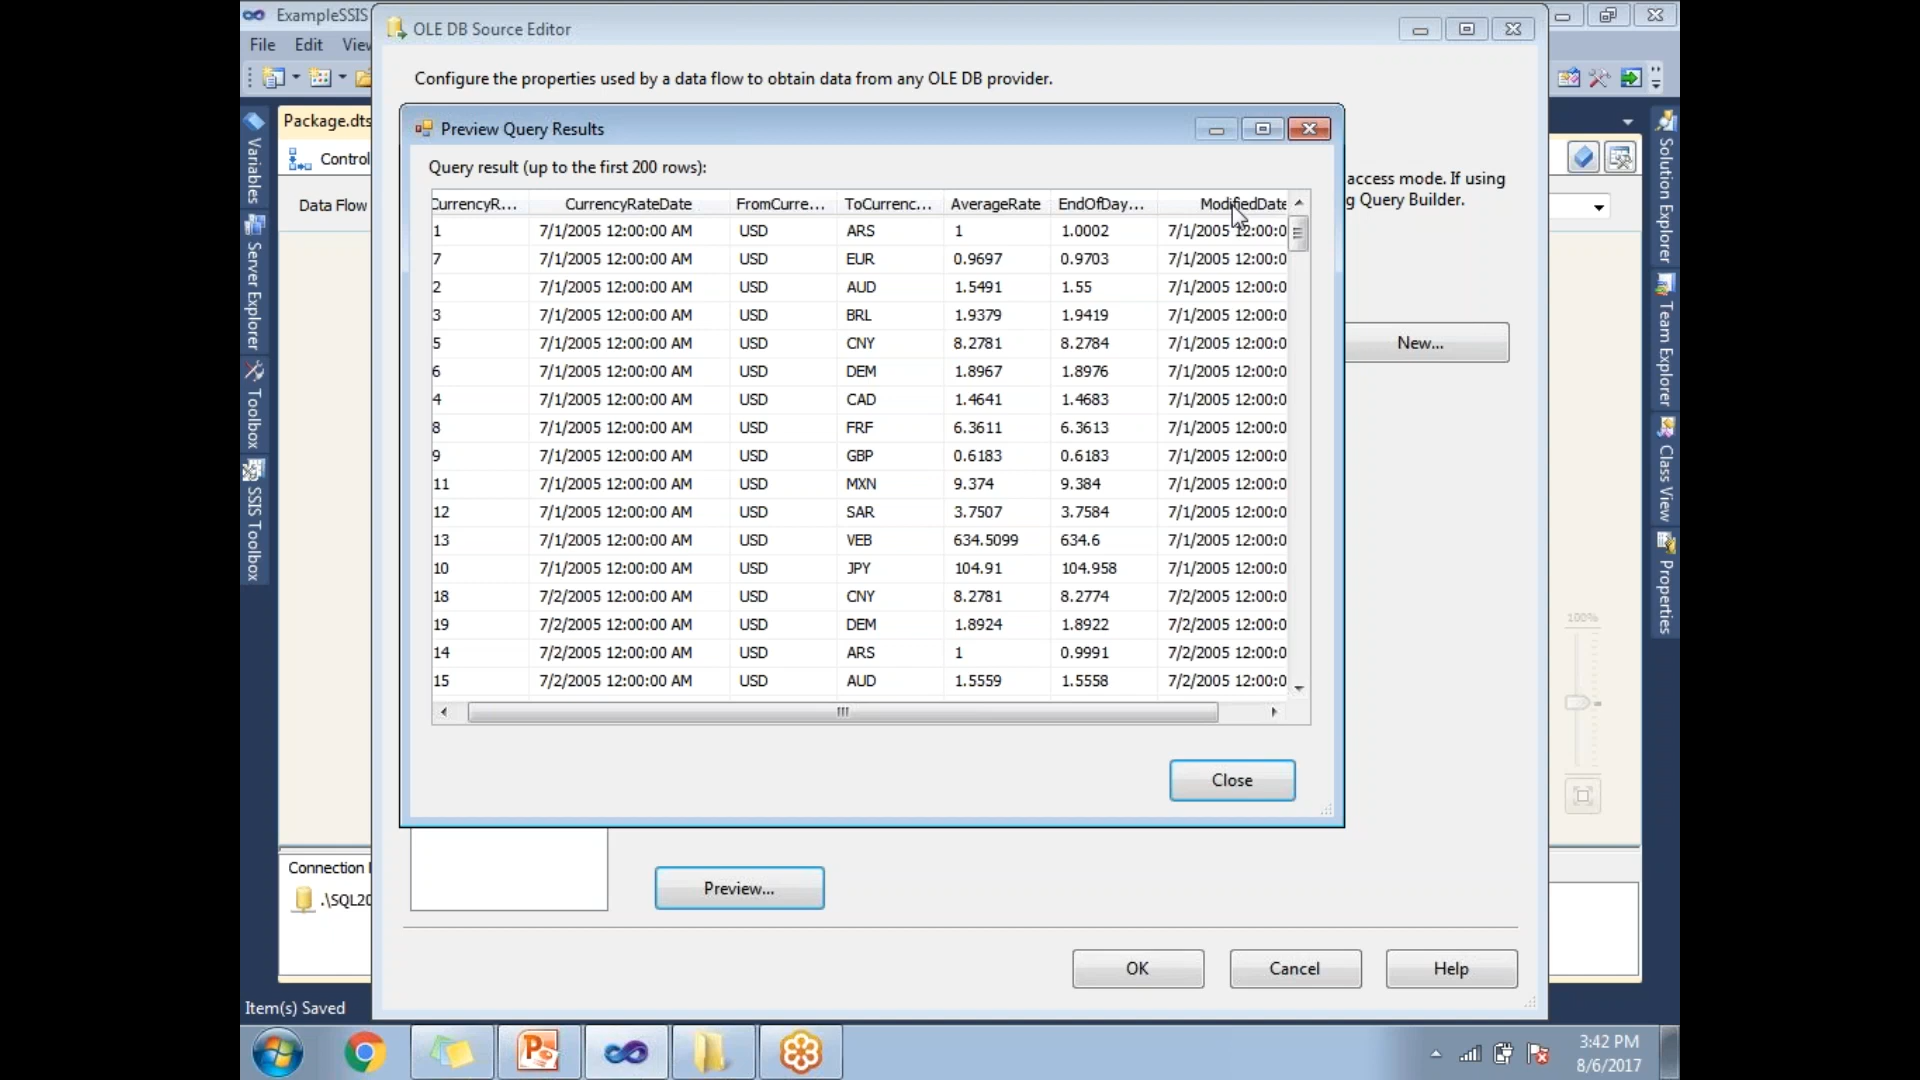 ExampleSSIS
OLE DB Source Editor
File Edit View
Configure the properties used by a data flow to obtain data from any OLE DB provider.
Package.dts
Preview Query Results
Control
Query result (up to the first 200 rows):
access mode. If using
g Query Builder.
Data Flow
CurrencyR... CurrencyRateDate FromCurre... ToCurrenc... AverageRate EndOfDay... ModifiedDate
1 7/1/2005 12:00:00 AM USD ARS 1 1.0002 7/1/2005 12:00:0
7 7/1/2005 12:00:00 AM USD EUR 0.9697 0.9703 7/1/2005 12:00:0
2 7/1/2005 12:00:00 AM USD AUD 1.5491 1.55 7/1/2005 12:00:0
3 7/1/2005 12:00:00 AM USD BRL 1.9379 1.9419 7/1/2005 12:00:0
5 7/1/2005 12:00:00 AM USD CNY 8.2781 8.2784 7/1/2005 12:00:0
6 7/1/2005 12:00:00 AM USD DEM 1.8967 1.8976 7/1/2005 12:00:0
4 7/1/2005 12:00:00 AM USD CAD 1.4641 1.4683 7/1/2005 12:00:0
8 7/1/2005 12:00:00 AM USD FRF 6.3611 6.3613 7/1/2005 12:00:0
9 7/1/2005 12:00:00 AM USD GBP 0.6183 0.6183 7/1/2005 12:00:0
11 7/1/2005 12:00:00 AM USD MXN 9.374 9.384 7/1/2005 12:00:0
12 7/1/2005 12:00:00 AM USD SAR 3.7507 3.7584 7/1/2005 12:00:0
13 7/1/2005 12:00:00 AM USD VEB 634.5099 634.6 7/1/2005 12:00:0
10 7/1/2005 12:00:00 AM USD JPY 104.91 104.958 7/1/2005 12:00:0
18 7/2/2005 12:00:00 AM USD CNY 8.2781 8.2774 7/2/2005 12:00:0
19 7/2/2005 12:00:00 AM USD DEM 1.8924 1.8922 7/2/2005 12:00:0
14 7/2/2005 12:00:00 AM USD ARS 1 0.9991 7/2/2005 12:00:0
15 7/2/2005 12:00:00 AM USD AUD 1.5559 1.5558 7/2/2005 12:00:0
New...
Close
Preview...
OK Cancel Help
Variables
Server Explorer
Toolbox
SSIS Toolbox
Solution Explorer
Team Explorer
Class View
Properties
100%
Connection
.\SQL20
Item(s) Saved
3:42 PM
8/6/2017